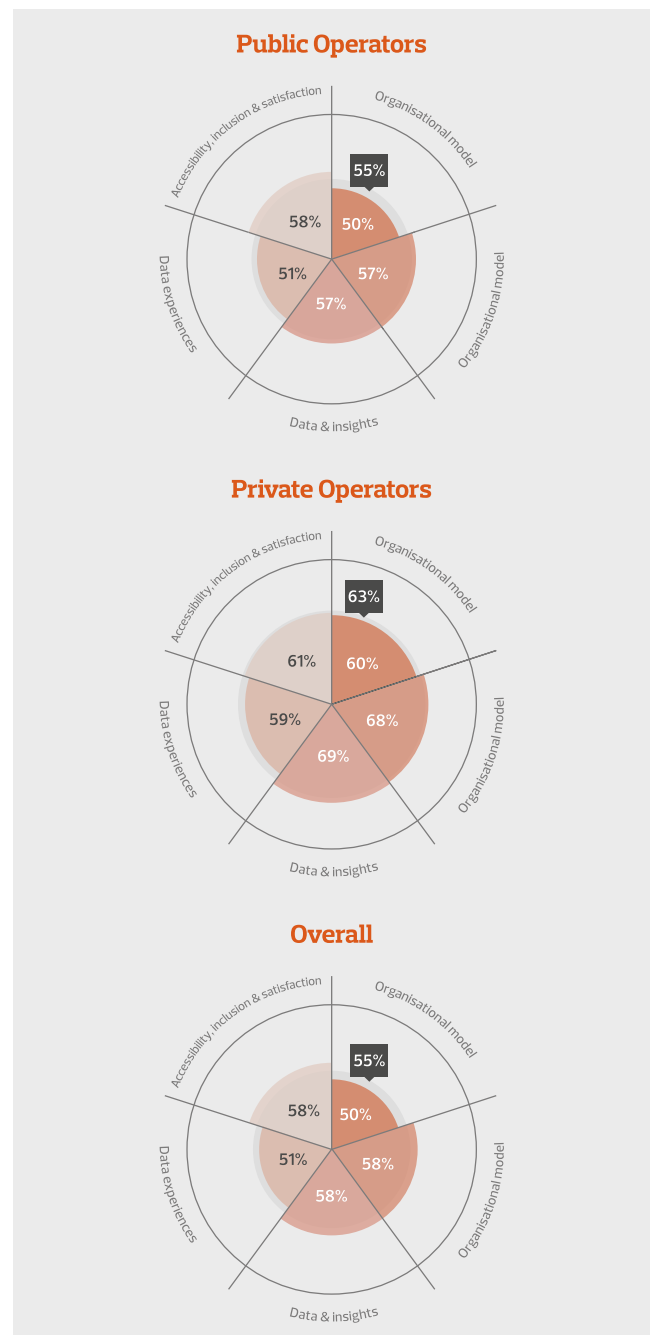 Public Operators
Accessibility, inclusion & satisfaction
Organisational model
55%
58%
50%
51%
57%
57%
Data experiences
Organisational model
Data & insights
Private Operators
Accessibility, inclusion & satisfaction
Organisational model
63%
61%
60%
59%
68%
69%
Data experiences
Organisational model
Data & insights
Overall
Accessibility, inclusion & satisfaction
Organisational model
55%
58%
50%
51%
58%
58%
Data experiences
Organisational model
Data & insights